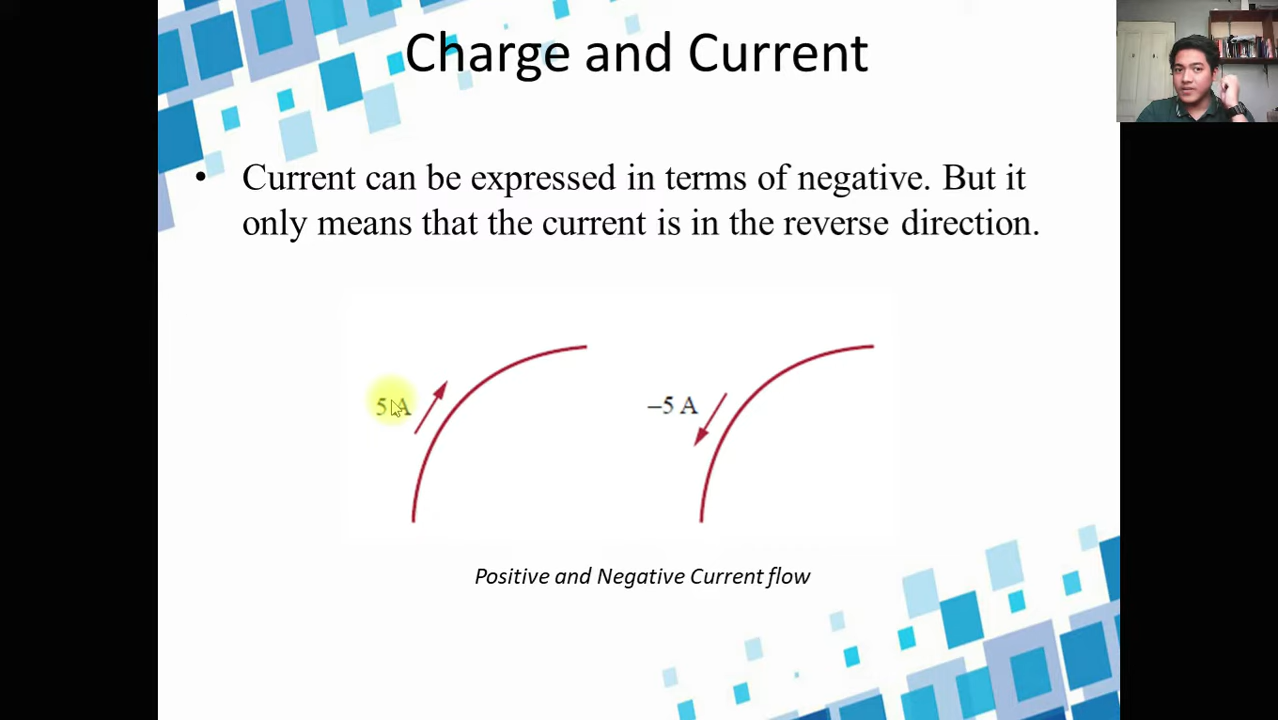 Charge and Current
• Current can be expressed in terms of negative. But it
only means that the current is in the reverse direction.
5 A
–5 A
Positive and Negative Current flow